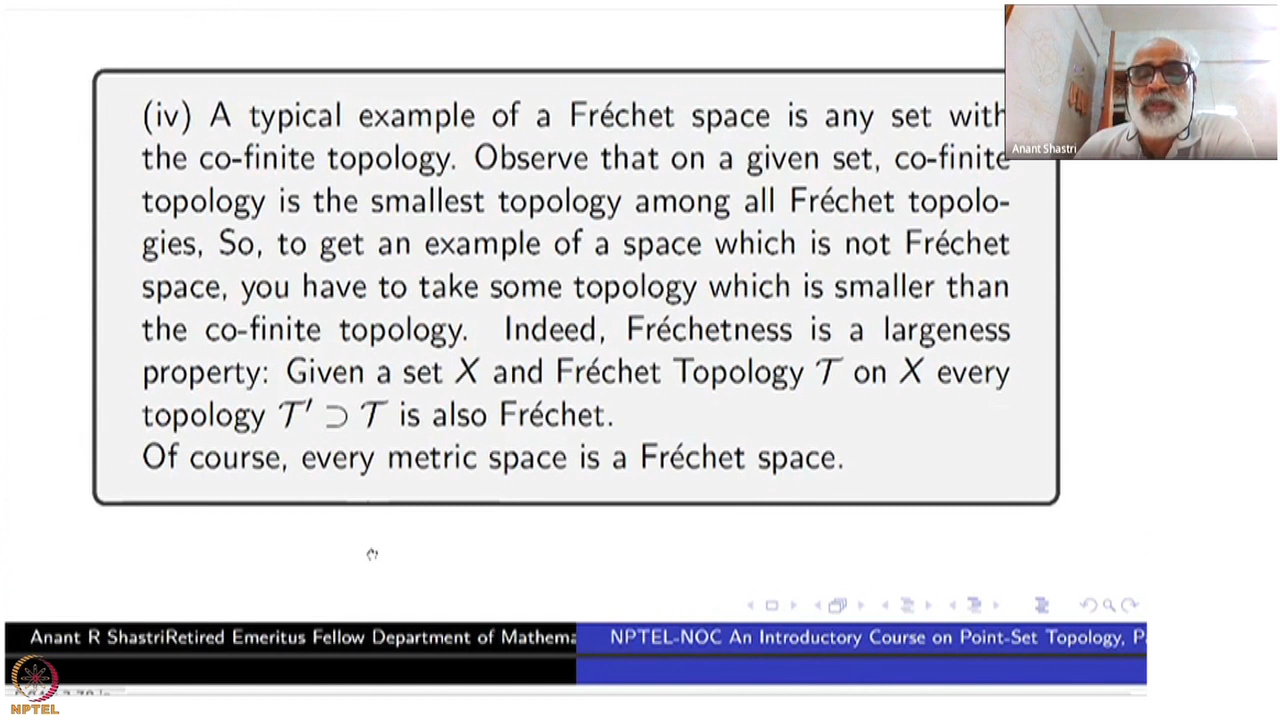 (iv) A typical example of a Fréchet space is any set with
the co-finite topology. Observe that on a given set, co-finite
topology is the smallest topology among all Fréchet topolo-
gies, So, to get an example of a space which is not Fréchet
space, you have to take some topology which is smaller than
the co-finite topology. Indeed, Fréchetness is a largeness
property: Given a set X and Fréchet Topology 𝒯 on X every
topology 𝒯′ ⊃ 𝒯 is also Fréchet.
Of course, every metric space is a Fréchet space.
Anant Shastri
Anant R ShastriRetired Emeritus Fellow Department of Mathema
NPTEL-NOC An Introductory Course on Point-Set Topology, P
NPTEL